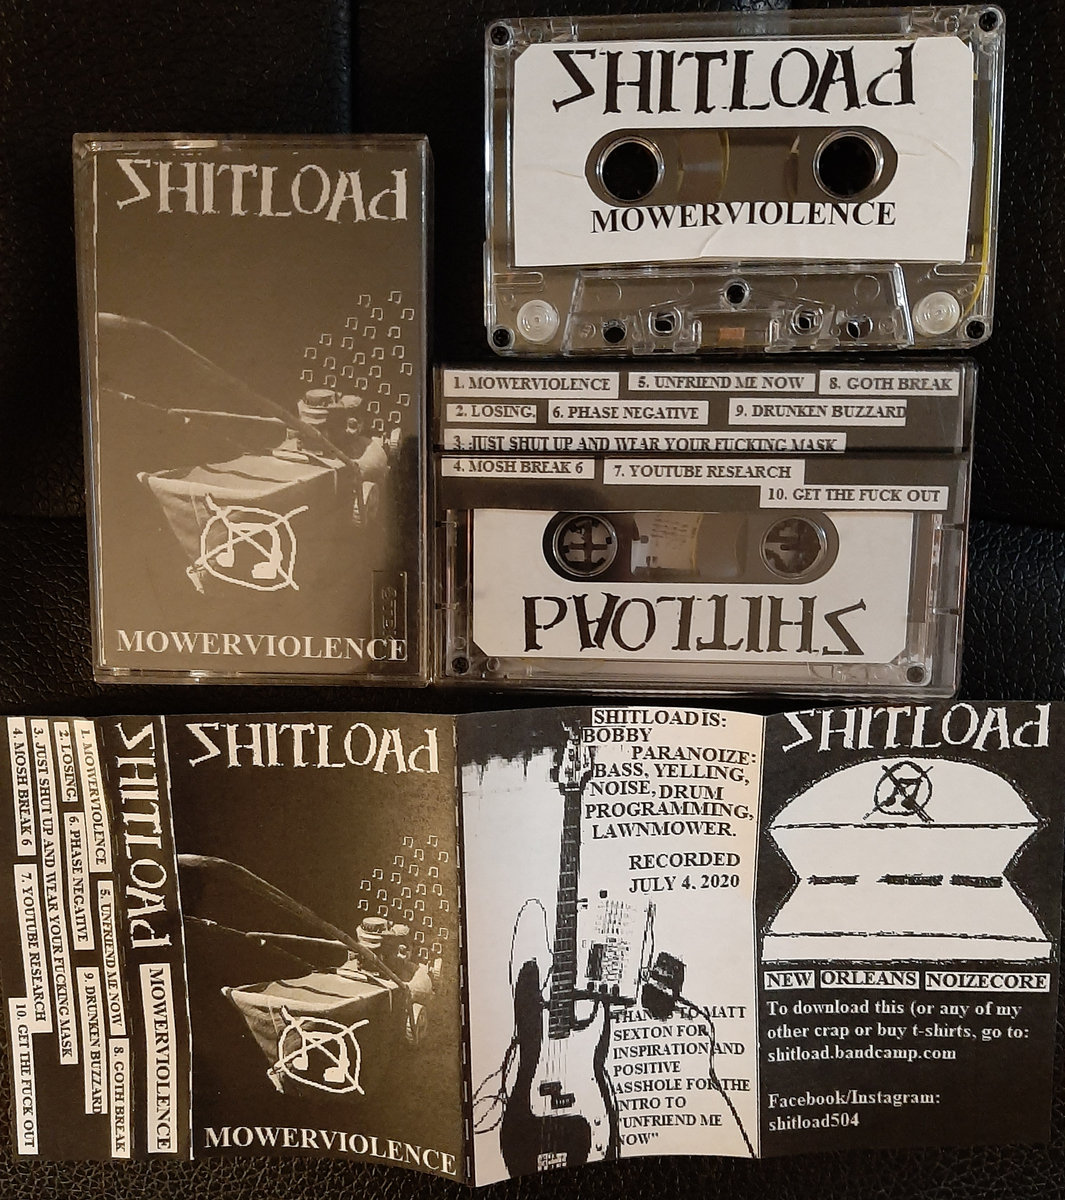 SHITLOAD
MOWERVIOLENCE
SHITLOAD
MOWERVIOLENCE
1. MOWERVIOLENCE 5. UNFRIEND ME NOW 8. GOTH BREAK
2. LOSING. 6. PHASE NEGATIVE 9. DRUNKEN BUZZARD
3. JUST SHUT UP AND WEAR YOUR FUCKING MASK
4. MOSH BREAK 6 7. YOUTUBE RESEARCH
10. GET THE FUCK OUT
SHITLOAD
1. MOWERVIOLENCE 5. UNFRIEND ME NOW 8. GOTH BREAK
2. LOSING. 6. PHASE NEGATIVE 9. DRUNKEN BUZZARD
3. JUST SHUT UP AND WEAR YOUR FUCKING MASK
4. MOSH BREAK 6 7. YOUTUBE RESEARCH 10. GET THE FUCK OUT
SHITLOAD MOWERVIOLENCE
SHITLOAD
MOWERVIOLENCE
SHITLOAD IS:
BOBBY
PARANOIZE:
BASS, YELLING,
NOISE, DRUM
PROGRAMMING,
LAWNMOWER.
RECORDED
JULY 4, 2020
THANKS TO MATT
SEXTON FOR
INSPIRATION AND
POSITIVE
ASSHOLE FOR THE
INTRO TO
"UNFRIEND ME
NOW"
SHITLOAD
NEW ORLEANS NOIZECORE
To download this (or any of my
other crap or buy t-shirts, go to:
shitload.bandcamp.com
Facebook/Instagram:
shitload504